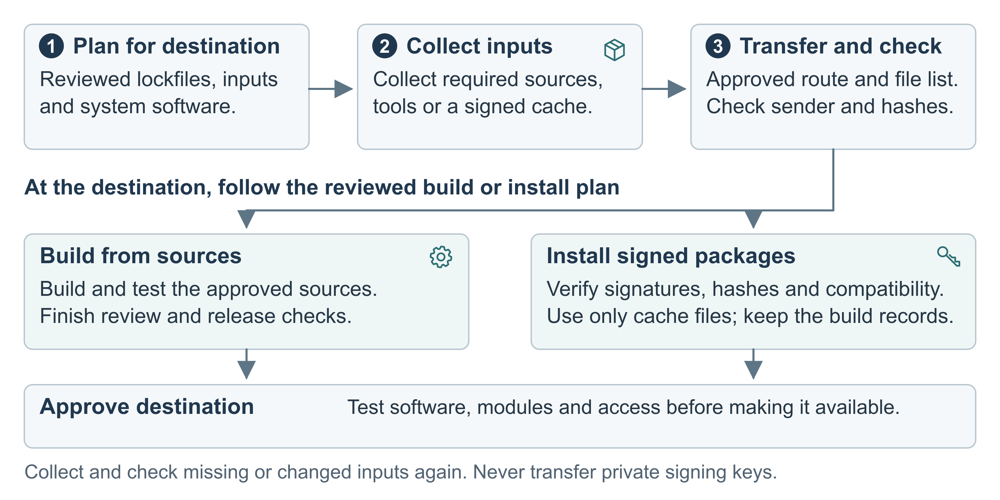 1 Plan for destination
Reviewed lockfiles, inputs
and system software.
2 Collect inputs
Collect required sources,
tools or a signed cache.
3 Transfer and check
Approved route and file list.
Check sender and hashes.
At the destination, follow the reviewed build or install plan
Build from sources
Build and test the approved sources.
Finish review and release checks.
Install signed packages
Verify signatures, hashes and compatibility.
Use only cache files; keep the build records.
Approve destination
Test software, modules and access before making it available.
Collect and check missing or changed inputs again. Never transfer private signing keys.